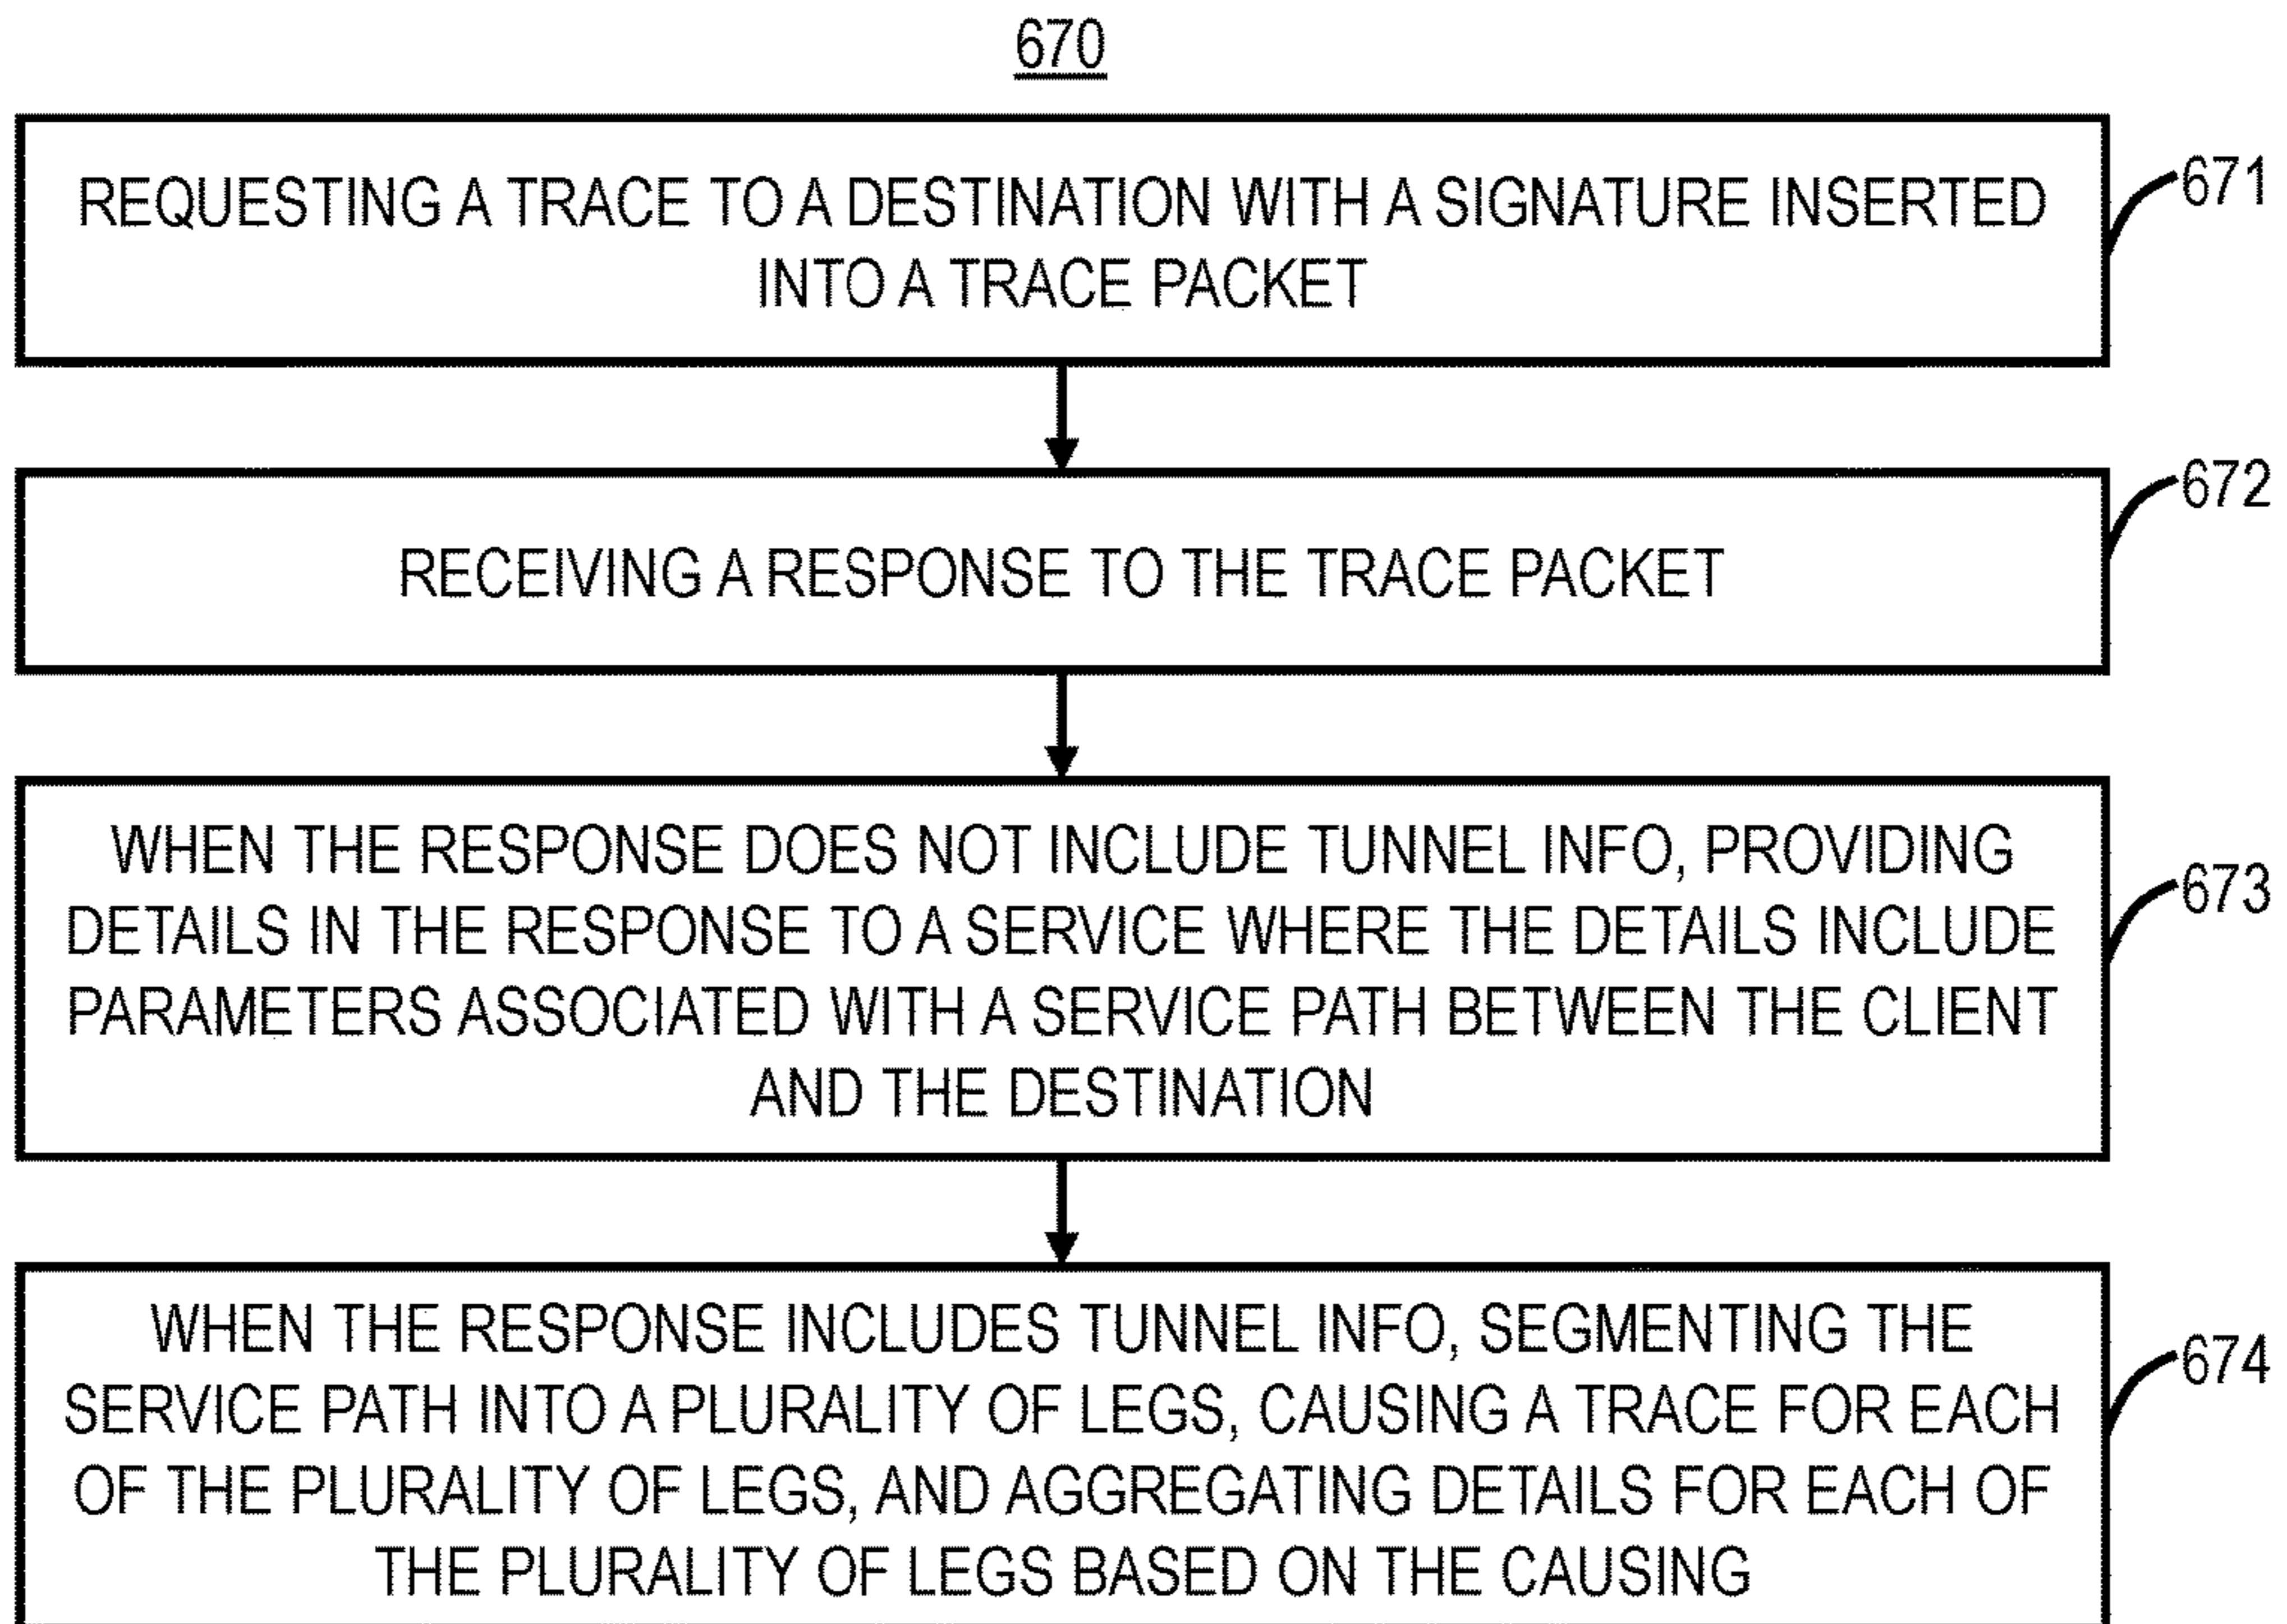 670
REQUESTING A TRACE TO A DESTINATION WITH A SIGNATURE INSERTED
INTO A TRACE PACKET
671
RECEIVING A RESPONSE TO THE TRACE PACKET
672
WHEN THE RESPONSE DOES NOT INCLUDE TUNNEL INFO, PROVIDING
DETAILS IN THE RESPONSE TO A SERVICE WHERE THE DETAILS INCLUDE
PARAMETERS ASSOCIATED WITH A SERVICE PATH BETWEEN THE CLIENT
AND THE DESTINATION
673
WHEN THE RESPONSE INCLUDES TUNNEL INFO, SEGMENTING THE
SERVICE PATH INTO A PLURALITY OF LEGS, CAUSING A TRACE FOR EACH
OF THE PLURALITY OF LEGS, AND AGGREGATING DETAILS FOR EACH OF
THE PLURALITY OF LEGS BASED ON THE CAUSING
674